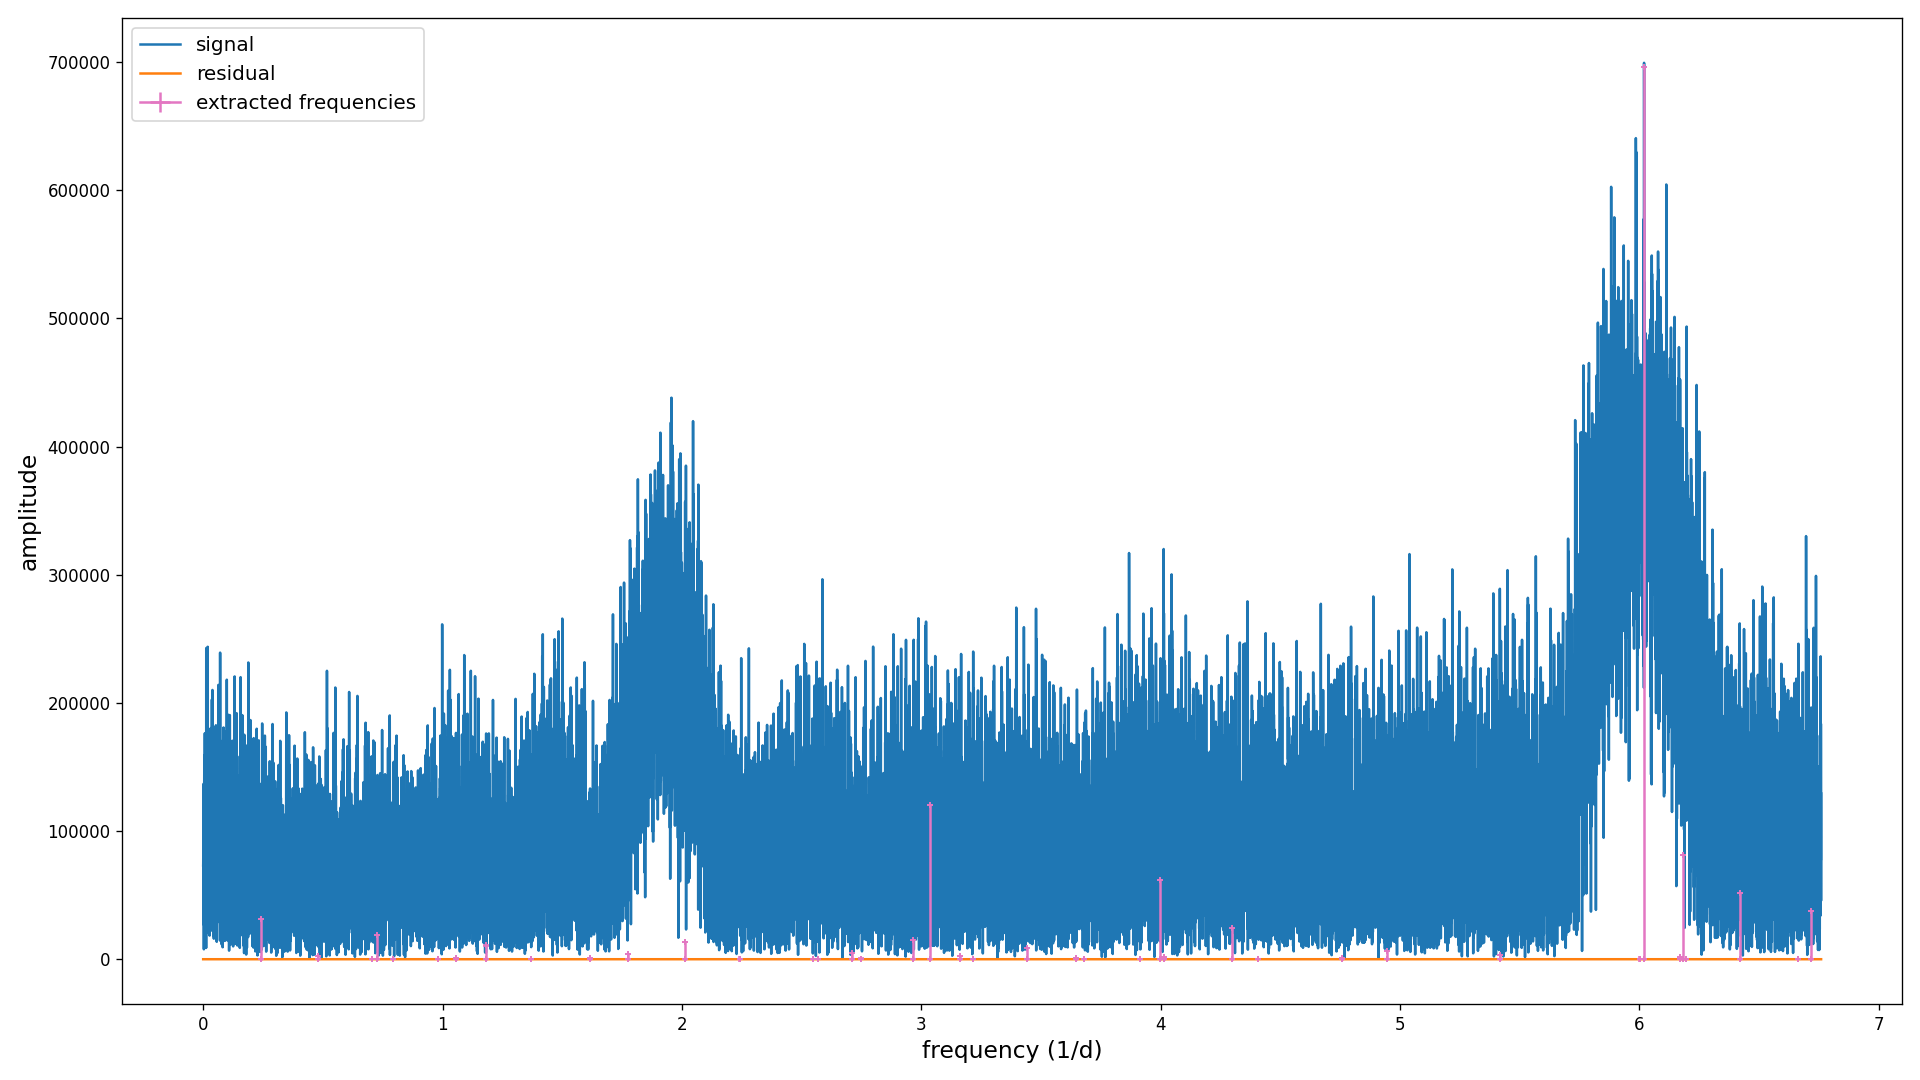 signal
residual
extracted frequencies
700000
600000
500000
400000
300000
200000
100000
0
amplitude
0 1 2 3 4 5 6 7
frequency (1/d)